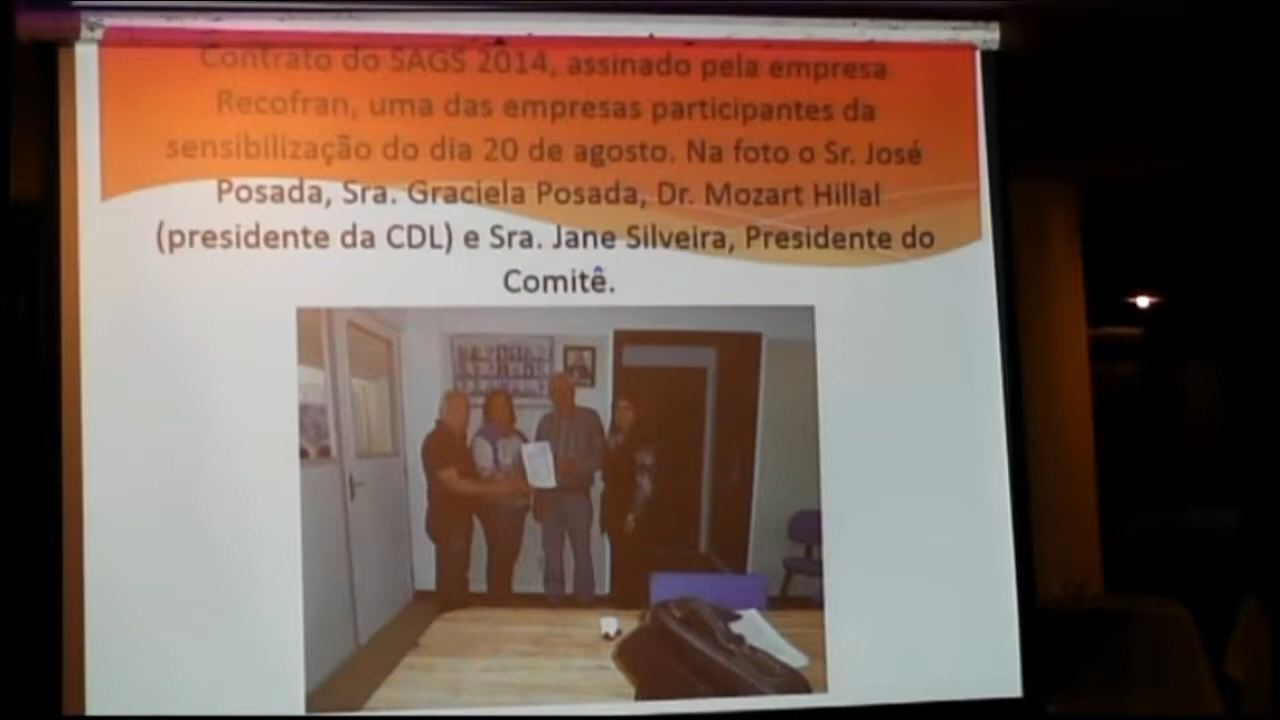 Contrato do SAGS 2014, assinado pela empresa
Recofran, uma das empresas participantes da
sensibilização do dia 20 de agosto. Na foto o Sr. José
Posada, Sra. Graciela Posada, Dr. Mozart Hillal
(presidente da CDL) e Sra. Jane Silveira, Presidente do
Comitê.